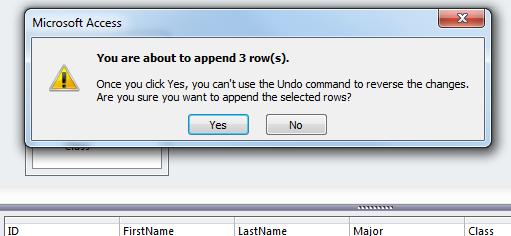 Microsoft Access
You are about to append 3 row(s).
Once you click Yes, you can't use the Undo command to reverse the changes.
Are you sure you want to append the selected rows?
Yes No
Class
ID FirstName LastName Major Class